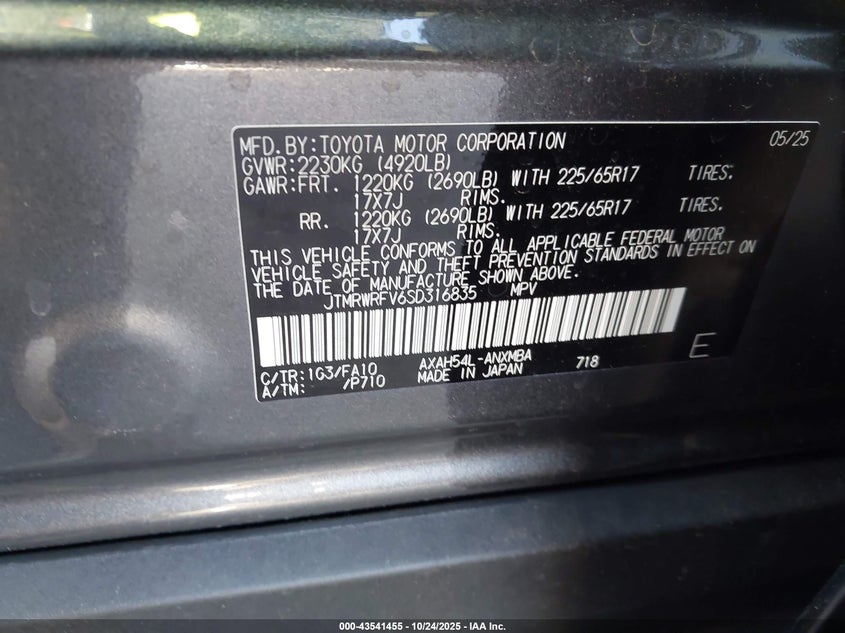 MFD.BY:TOYOTA MOTOR CORPORATION 05/25
GVWR:2230KG (4920LB)
GAWR:FRT. 1220KG (2690LB) WITH 225/65R17 TIRES.
17X7J RIMS.
RR. 1220KG (2690LB) WITH 225/65R17 TIRES.
17X7J RIMS.
THIS VEHICLE CONFORMS TO ALL APPLICABLE FEDERAL MOTOR
VEHICLE SAFETY AND THEFT PREVENTION STANDARDS IN EFFECT ON
THE DATE OF MANUFACTURE SHOWN ABOVE.
JTMRWRFV6SD316835 MPV
C/TR:1G3/FA10 AXAH54L-ANXMBA 718 E
A/TM: /P710 MADE IN JAPAN
000-43541455 - 10/24/2025 - IAA Inc.